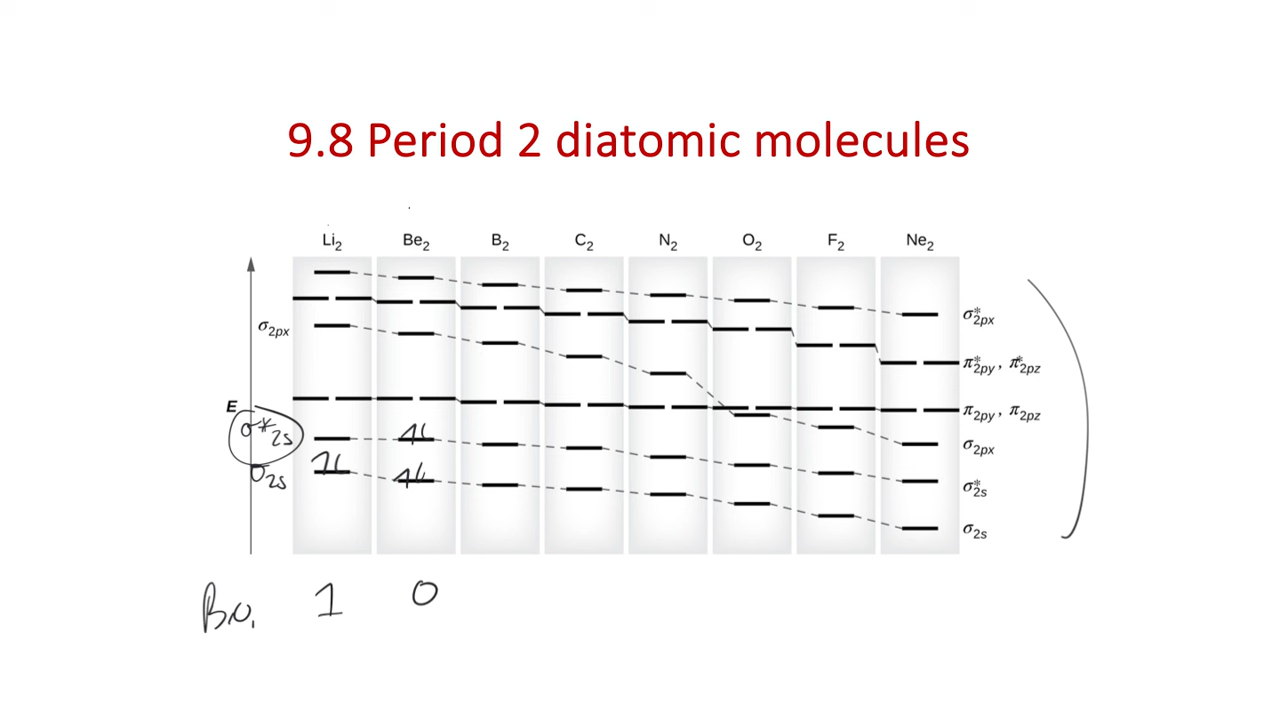 9.8 Period 2 diatomic molecules
Li₂ Be₂ B₂ C₂ N₂ O₂ F₂ Ne₂
σ*2px
σ2px
π*2py , π*2pz
E
π2py , π2pz
σ*2s
σ2px
σ2s
σ*2s
σ2s
B.O. 1 0